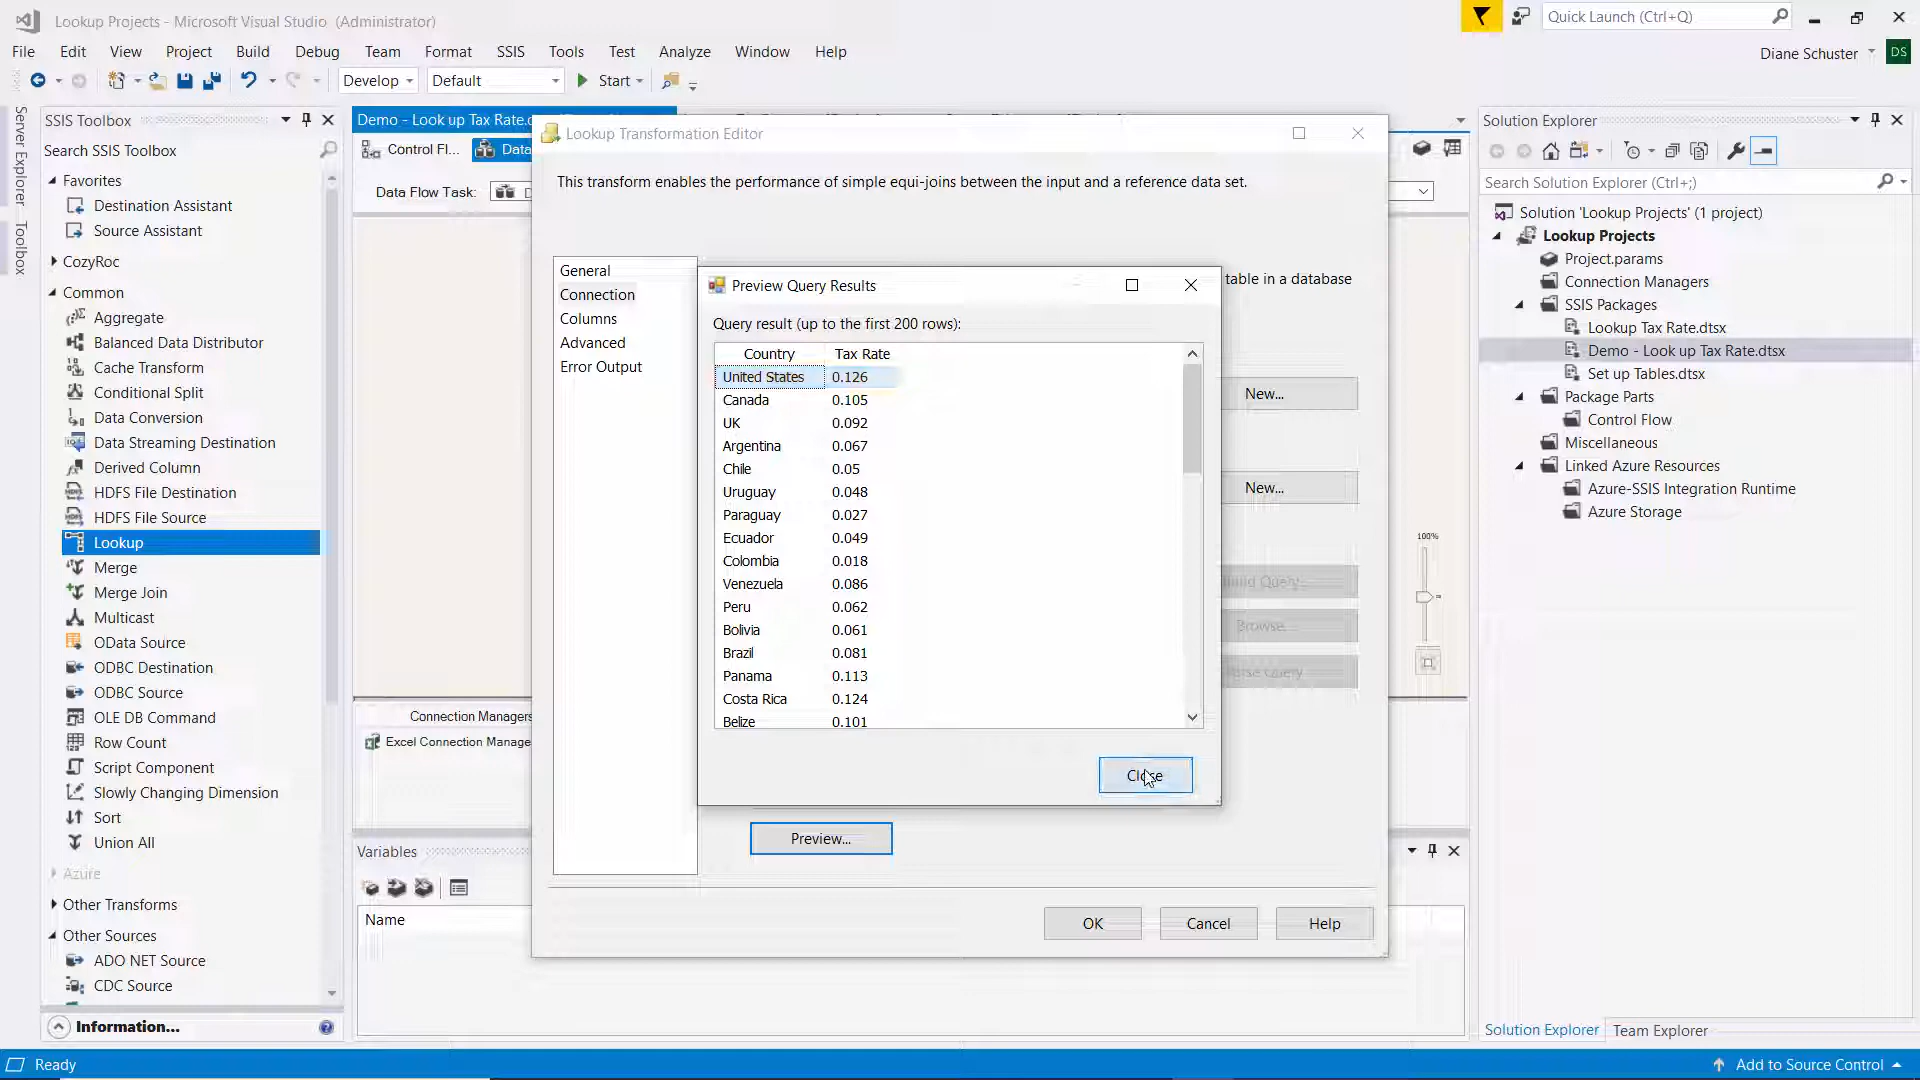 Lookup Projects - Microsoft Visual Studio (Administrator)
Quick Launch (Ctrl+Q)
File Edit View Project Build Debug Team Format SSIS Tools Test Analyze Window Help
Diane Schuster DS
Develop Default Start
Server Explorer
Toolbox
SSIS Toolbox
Search SSIS Toolbox
Favorites
Destination Assistant
Source Assistant
CozyRoc
Common
Aggregate
Balanced Data Distributor
Cache Transform
Conditional Split
Data Conversion
Data Streaming Destination
Derived Column
HDFS File Destination
HDFS File Source
Lookup
Merge
Merge Join
Multicast
OData Source
ODBC Destination
ODBC Source
OLE DB Command
Row Count
Script Component
Slowly Changing Dimension
Sort
Union All
Azure
Other Transforms
Other Sources
ADO NET Source
CDC Source
Information...
Demo - Look up Tax Rate.
Control Fl...
Data
Data Flow Task:
Connection Managers
Excel Connection Manage
100%
Variables
Name
Lookup Transformation Editor
This transform enables the performance of simple equi-joins between the input and a reference data set.
General
Connection
Columns
Advanced
Error Output
table in a database
New...
New...
Browse...
Preview...
OK Cancel Help
Preview Query Results
Query result (up to the first 200 rows):
Country Tax Rate
United States 0.126
Canada 0.105
UK 0.092
Argentina 0.067
Chile 0.05
Uruguay 0.048
Paraguay 0.027
Ecuador 0.049
Colombia 0.018
Venezuela 0.086
Peru 0.062
Bolivia 0.061
Brazil 0.081
Panama 0.113
Costa Rica 0.124
Belize 0.101
Close
Solution Explorer
Search Solution Explorer (Ctrl+;)
Solution 'Lookup Projects' (1 project)
Lookup Projects
Project.params
Connection Managers
SSIS Packages
Lookup Tax Rate.dtsx
Demo - Look up Tax Rate.dtsx
Set up Tables.dtsx
Package Parts
Control Flow
Miscellaneous
Linked Azure Resources
Azure-SSIS Integration Runtime
Azure Storage
Solution Explorer Team Explorer
Ready
Add to Source Control